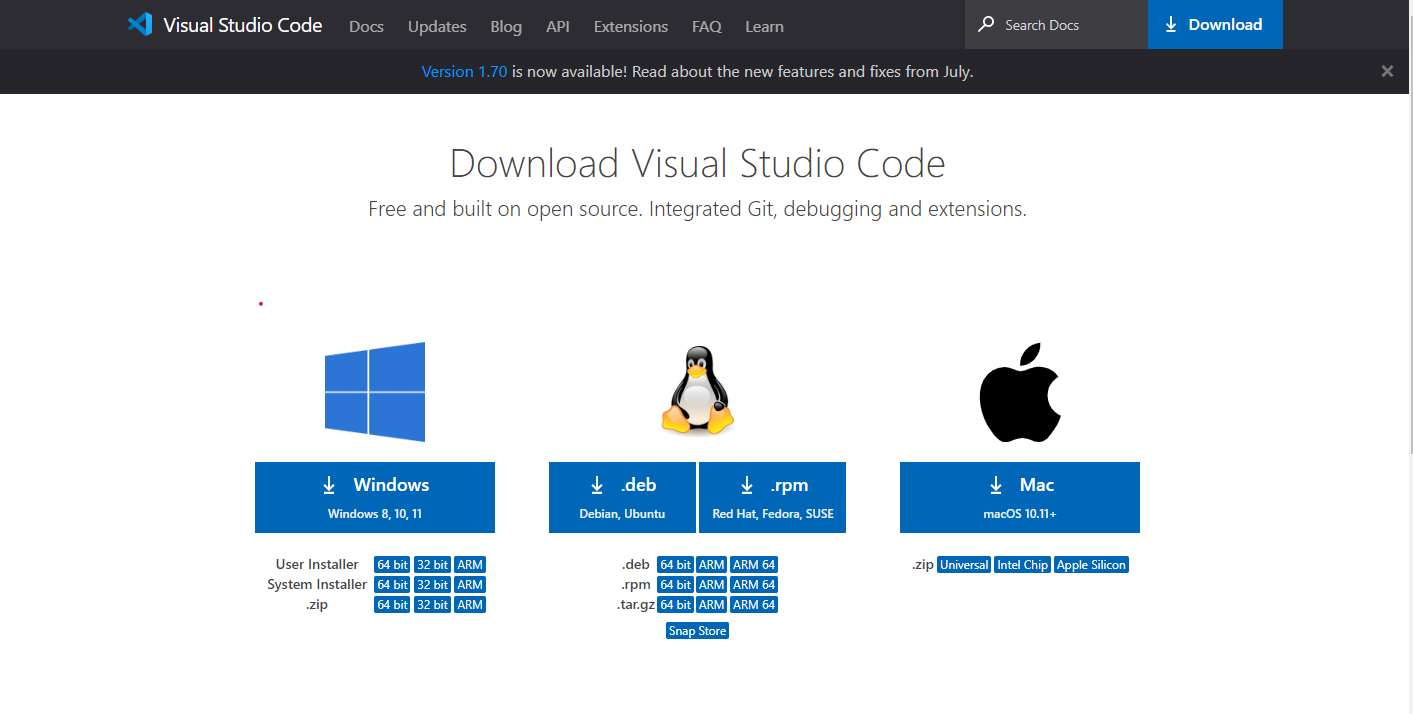 Visual Studio Code Docs Updates Blog API Extensions FAQ Learn Search Docs Download
Version 1.70 is now available! Read about the new features and fixes from July.
Download Visual Studio Code
Free and built on open source. Integrated Git, debugging and extensions.
Windows
Windows 8, 10, 11
.deb
Debian, Ubuntu
.rpm
Red Hat, Fedora, SUSE
Mac
macOS 10.11+
User Installer 64 bit 32 bit ARM
System Installer 64 bit 32 bit ARM
.zip 64 bit 32 bit ARM
.deb 64 bit ARM ARM 64
.rpm 64 bit ARM ARM 64
.tar.gz 64 bit ARM ARM 64
Snap Store
.zip Universal Intel Chip Apple Silicon